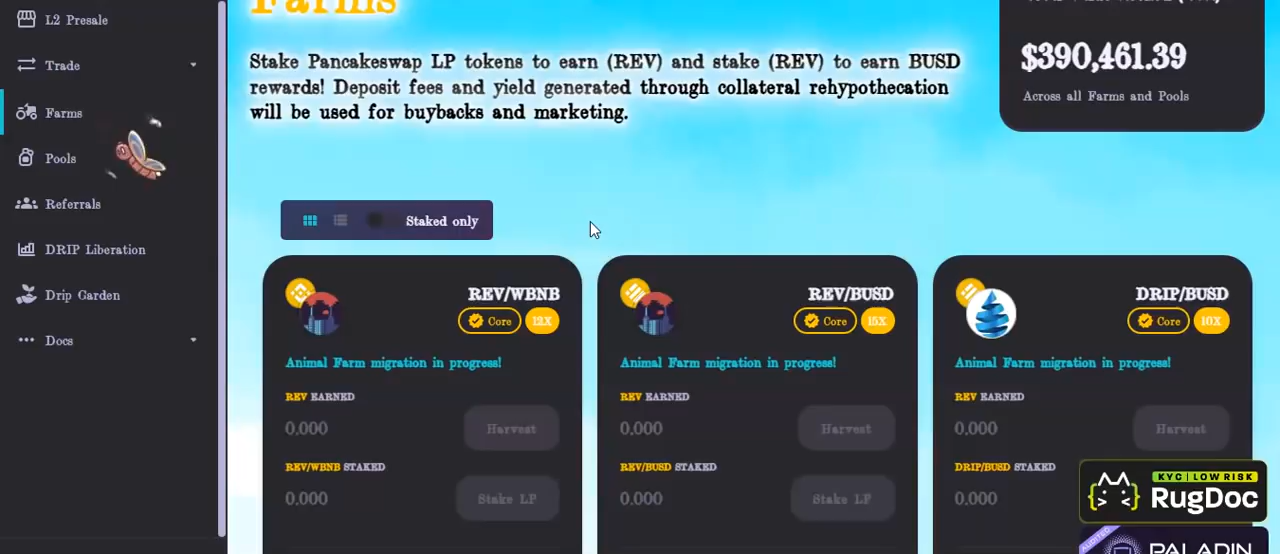 L2 Presale
Trade
Farms
Pools
Referrals
DRIP Liberation
Drip Garden
Docs
Farms
Stake Pancakeswap LP tokens to earn (REV) and stake (REV) to earn BUSD
rewards! Deposit fees and yield generated through collateral rehypothecation
will be used for buybacks and marketing.
$390,461.39
Across all Farms and Pools
Staked only
REV/WBNB
Core 12X
Animal Farm migration in progress!
REV EARNED
0.000 Harvest
REV/WBNB STAKED
0.000 Stake LP
REV/BUSD
Core 15X
Animal Farm migration in progress!
REV EARNED
0.000 Harvest
REV/BUSD STAKED
0.000 Stake LP
DRIP/BUSD
Core 10X
Animal Farm migration in progress!
REV EARNED
0.000 Harvest
DRIP/BUSD STAKED
0.000
KYC | LOW RISK
RugDoc
AUDITED
PALADIN